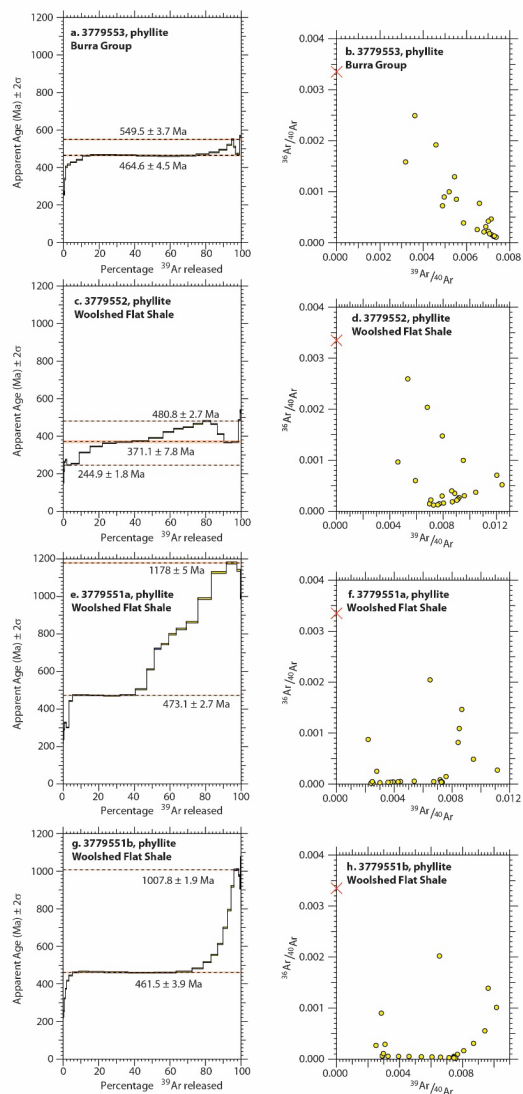 1200
1000
800
600
400
200
0
Apparent Age (Ma) ± 2σ
a. 3779553, phyllite
Burra Group
549.5 ± 3.7 Ma
464.6 ± 4.5 Ma
0 20 40 60 80 100
Percentage 39Ar released
0.004
0.003
0.002
0.001
0.000
36Ar/40Ar
b. 3779553, phyllite
Burra Group
0.000 0.002 0.004 0.006 0.008
39Ar/40Ar
1200
1000
800
600
400
200
0
Apparent Age (Ma) ± 2σ
c. 3779552, phyllite
Woolshed Flat Shale
480.8 ± 2.7 Ma
371.1 ± 7.8 Ma
244.9 ± 1.8 Ma
0 20 40 60 80 100
Percentage 39Ar released
0.004
0.003
0.002
0.001
0.000
36Ar/40Ar
d. 3779552, phyllite
Woolshed Flat Shale
0.000 0.004 0.008 0.012
39Ar/40Ar
1200
1000
800
600
400
200
0
Apparent Age (Ma) ± 2σ
1178 ± 5 Ma
e. 3779551a, phyllite
Woolshed Flat Shale
473.1 ± 2.7 Ma
0 20 40 60 80 100
Percentage 39Ar released
0.004
0.003
0.002
0.001
0.000
36Ar/40Ar
f. 3779551a, phyllite
Woolshed Flat Shale
0.000 0.004 0.008 0.012
39Ar/40Ar
1200
1000
800
600
400
200
0
Apparent Age (Ma) ± 2σ
g. 3779551b, phyllite
Woolshed Flat Shale
1007.8 ± 1.9 Ma
461.5 ± 3.9 Ma
0 20 40 60 80 100
Percentage 39Ar released
0.004
0.003
0.002
0.001
0.000
36Ar/40Ar
h. 3779551b, phyllite
Woolshed Flat Shale
0.000 0.004 0.008
39Ar/40Ar